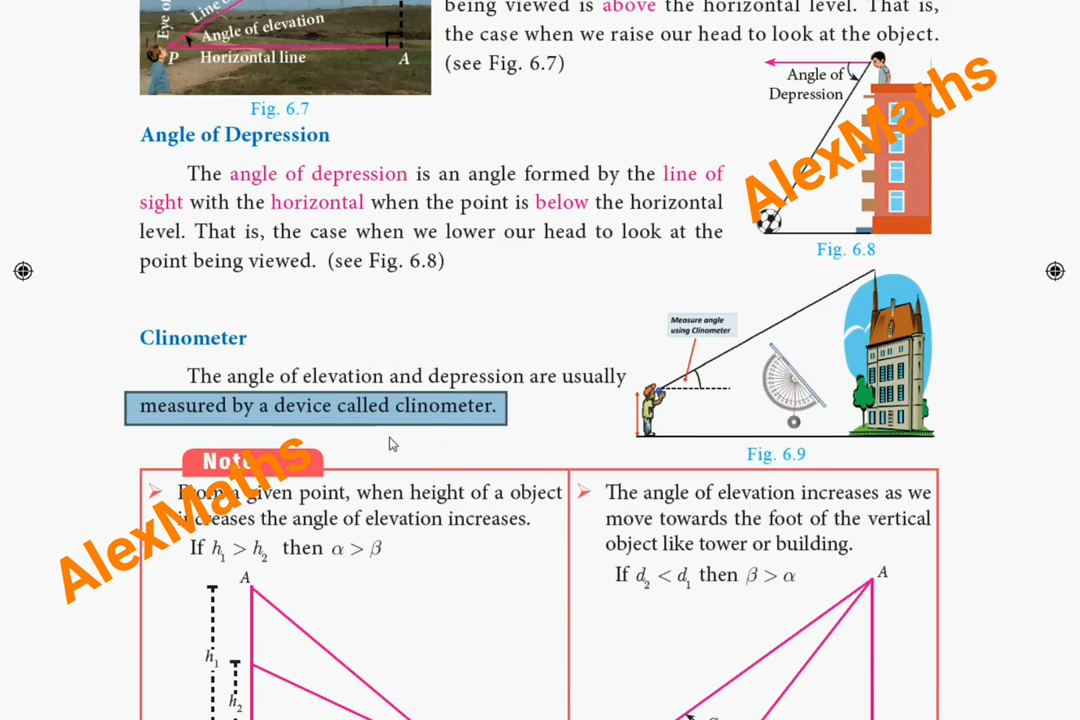 being viewed is above the horizontal level. That is,
the case when we raise our head to look at the object.
(see Fig. 6.7)
Eye of
Line
Angle of elevation
P
Horizontal line
A
Fig. 6.7
Angle of
Depression
Fig. 6.8
Angle of Depression
The angle of depression is an angle formed by the line of
sight with the horizontal when the point is below the horizontal
level. That is, the case when we lower our head to look at the
point being viewed. (see Fig. 6.8)
AlexMaths
Clinometer
The angle of elevation and depression are usually
measured by a device called clinometer.
Measure angle
using Clinometer
Fig. 6.9
Note
From a given point, when height of a object
increases the angle of elevation increases.
If h₁ > h₂ then α > β
A
h₁
h₂
AlexMaths
The angle of elevation increases as we
move towards the foot of the vertical
object like tower or building.
If d₂ < d₁ then β > α
A